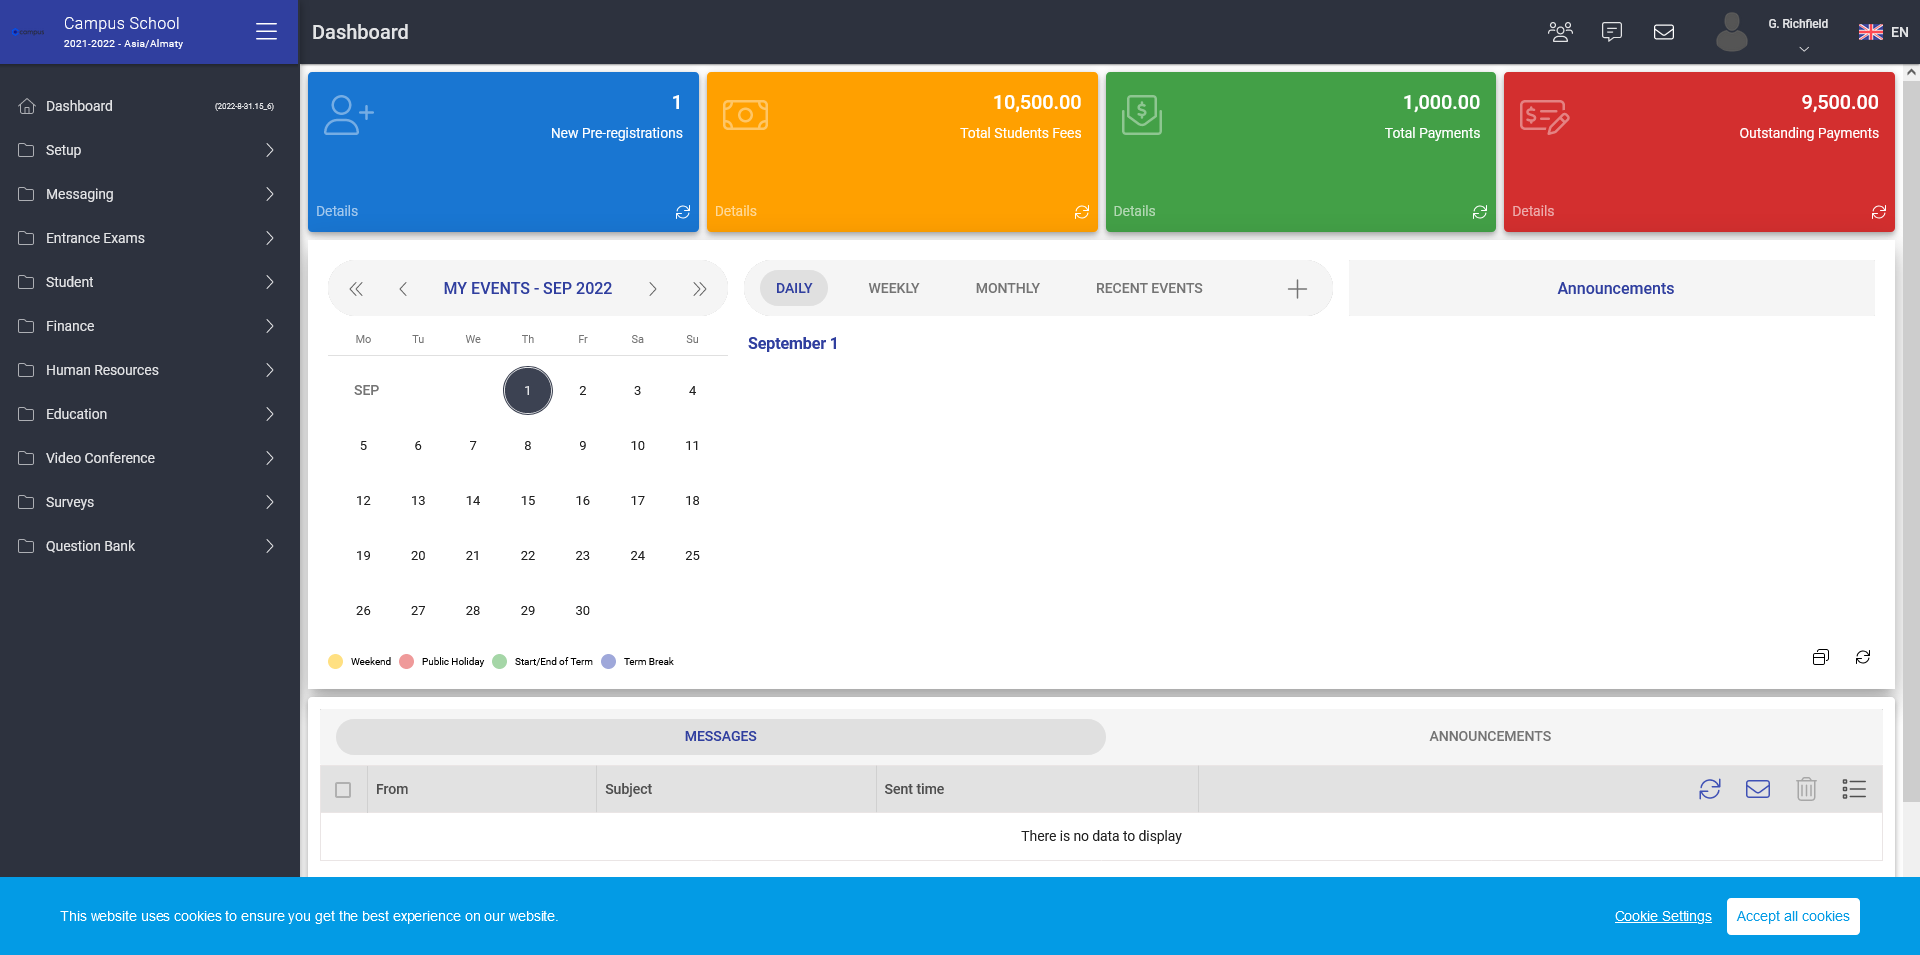 campus
Campus School
2021-2022 - Asia/Almaty
Dashboard
G. Richfield
EN
Dashboard
(2022-8-31.15_6)
Setup
Messaging
Entrance Exams
Student
Finance
Human Resources
Education
Video Conference
Surveys
Question Bank
1
New Pre-registrations
Details
10,500.00
Total Students Fees
Details
1,000.00
Total Payments
Details
9,500.00
Outstanding Payments
Details
MY EVENTS - SEP 2022
Mo Tu We Th Fr Sa Su
SEP 1 2 3 4
5 6 7 8 9 10 11
12 13 14 15 16 17 18
19 20 21 22 23 24 25
26 27 28 29 30
Weekend Public Holiday Start/End of Term Term Break
DAILY WEEKLY MONTHLY RECENT EVENTS
September 1
Announcements
MESSAGES ANNOUNCEMENTS
From Subject Sent time
There is no data to display
This website uses cookies to ensure you get the best experience on our website.
Cookie Settings
Accept all cookies